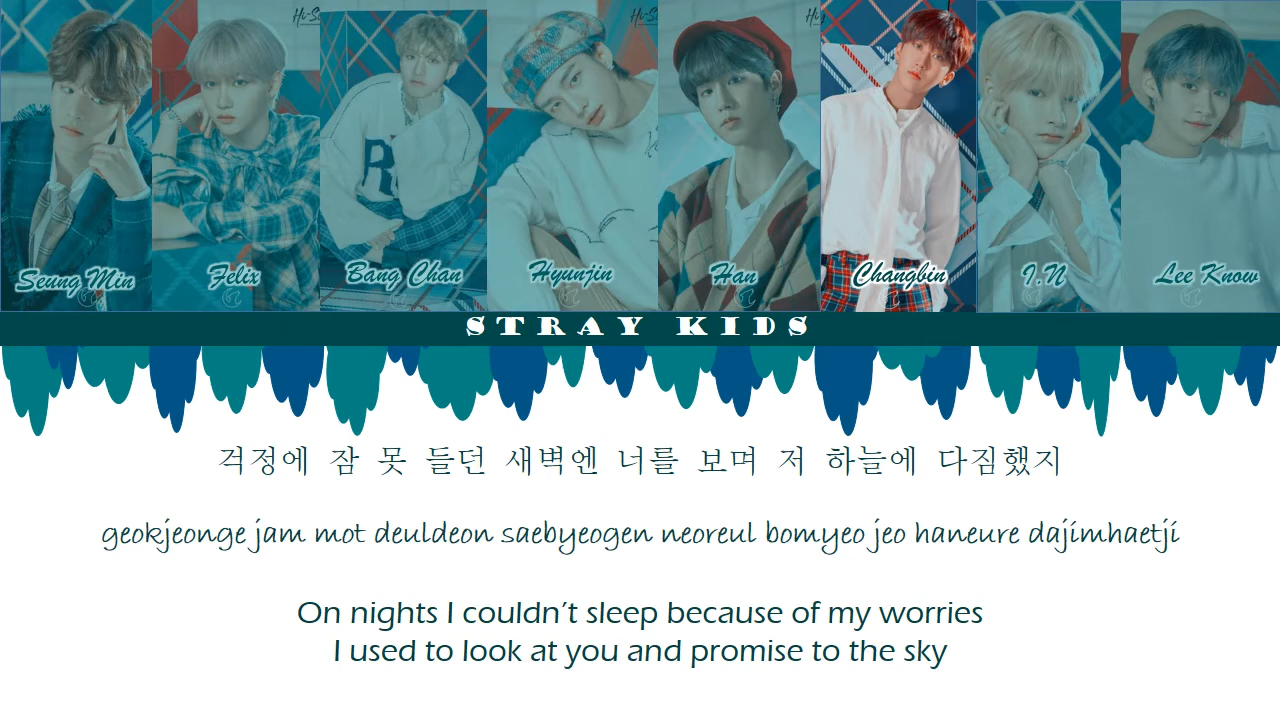 Hi-S
Hi-S
Hi-
Seung Min
Felix
Bang Chan
Hyunjin
Han
Changbin
I.N
Lee Know
STRAY KIDS
걱정에 잠 못 들던 새벽엔 너를 보며 저 하늘에 다짐했지
geokjeonge jam mot deuldeon saebyeogen neoreul bomyeo jeo haneure dajimhaetji
On nights I couldn't sleep because of my worries
I used to look at you and promise to the sky